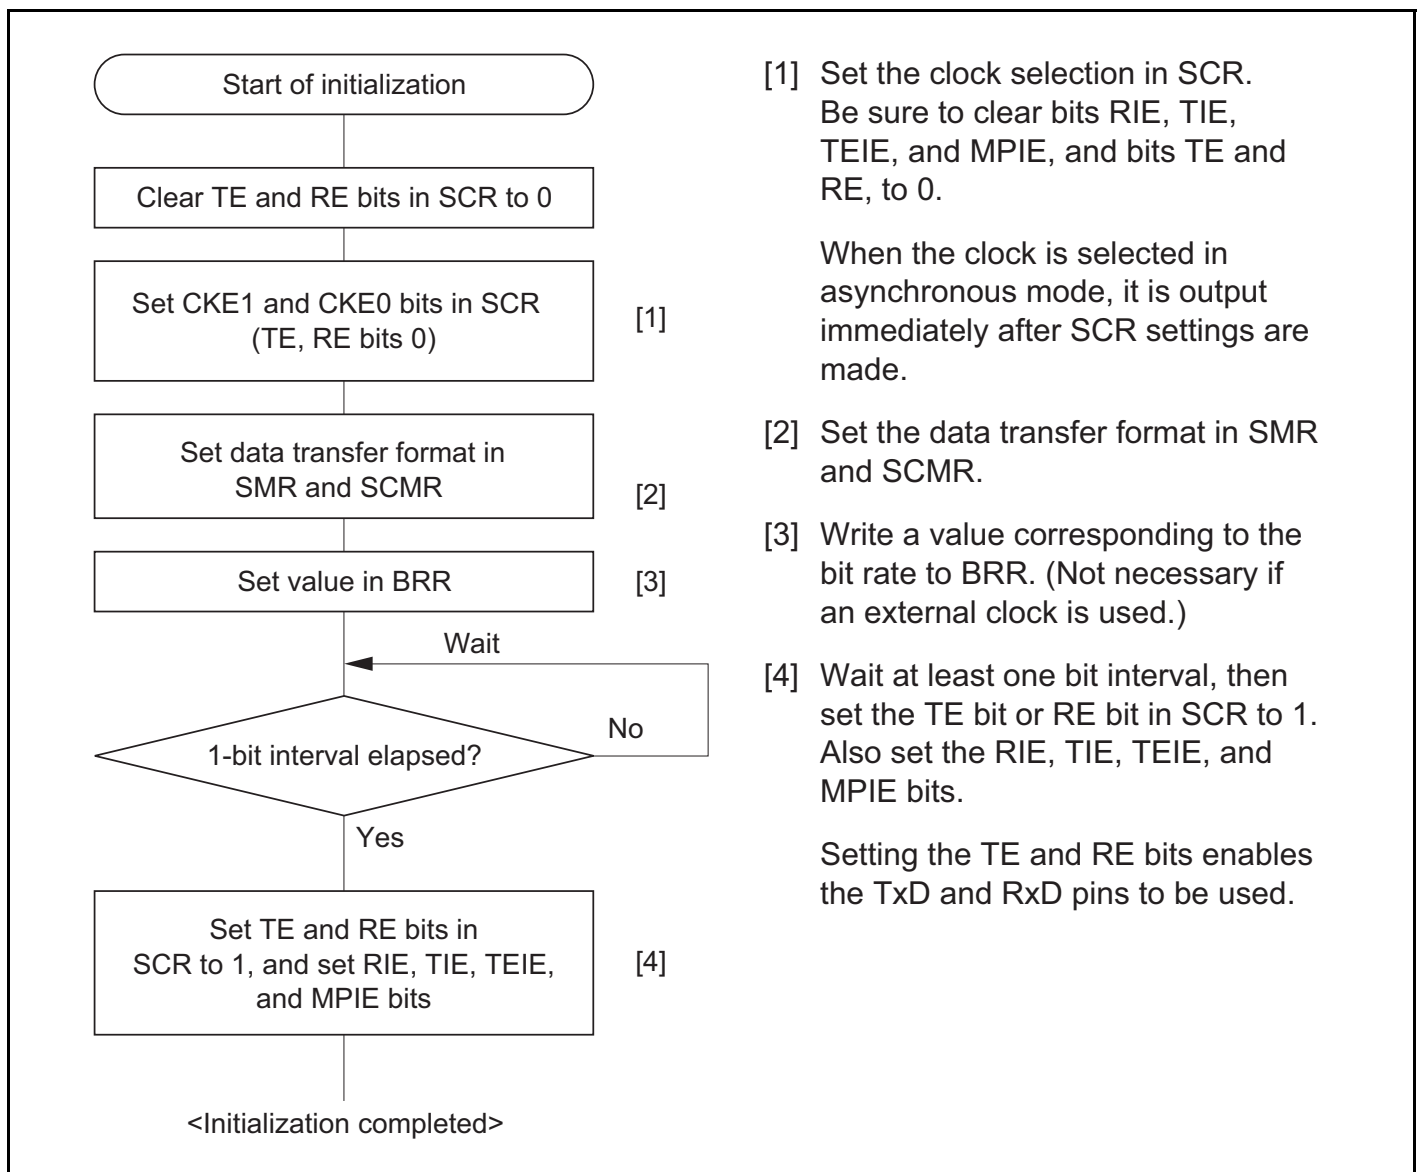 Start of initialization
Clear TE and RE bits in SCR to 0
Set CKE1 and CKE0 bits in SCR
(TE, RE bits 0)
[1]
Set data transfer format in
SMR and SCMR
[2]
Set value in BRR
[3]
Wait
No
1-bit interval elapsed?
Yes
Set TE and RE bits in
SCR to 1, and set RIE, TIE, TEIE,
and MPIE bits
[4]
<Initialization completed>
[1] Set the clock selection in SCR.
Be sure to clear bits RIE, TIE,
TEIE, and MPIE, and bits TE and
RE, to 0.
When the clock is selected in
asynchronous mode, it is output
immediately after SCR settings are
made.
[2] Set the data transfer format in SMR
and SCMR.
[3] Write a value corresponding to the
bit rate to BRR. (Not necessary if
an external clock is used.)
[4] Wait at least one bit interval, then
set the TE bit or RE bit in SCR to 1.
Also set the RIE, TIE, TEIE, and
MPIE bits.
Setting the TE and RE bits enables
the TxD and RxD pins to be used.